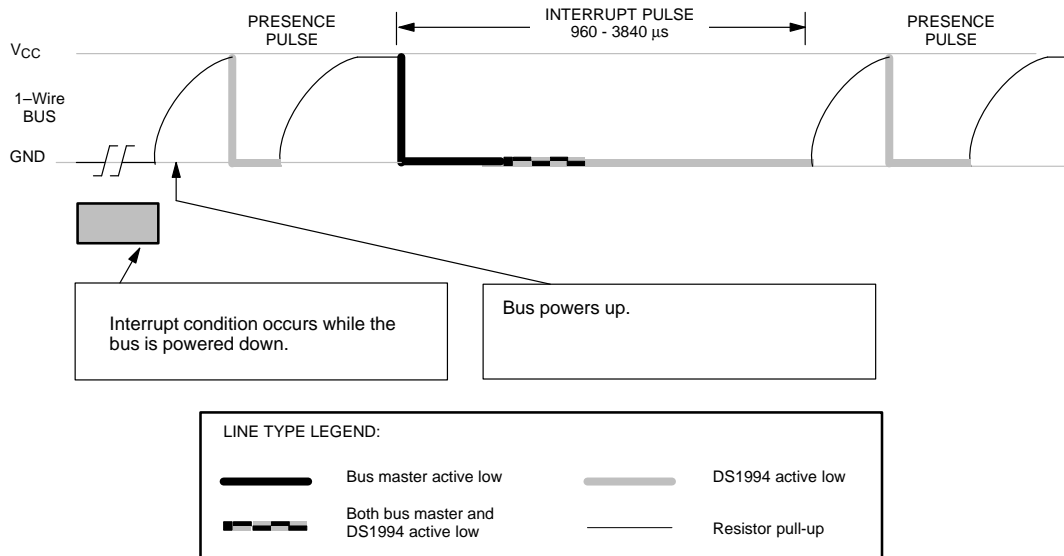 PRESENCE
PULSE
INTERRUPT PULSE
960 - 3840 μs
PRESENCE
PULSE
VCC
1–Wire
BUS
GND
Interrupt condition occurs while the
bus is powered down.
Bus powers up.
LINE TYPE LEGEND:
Bus master active low
DS1994 active low
Both bus master and
DS1994 active low
Resistor pull-up